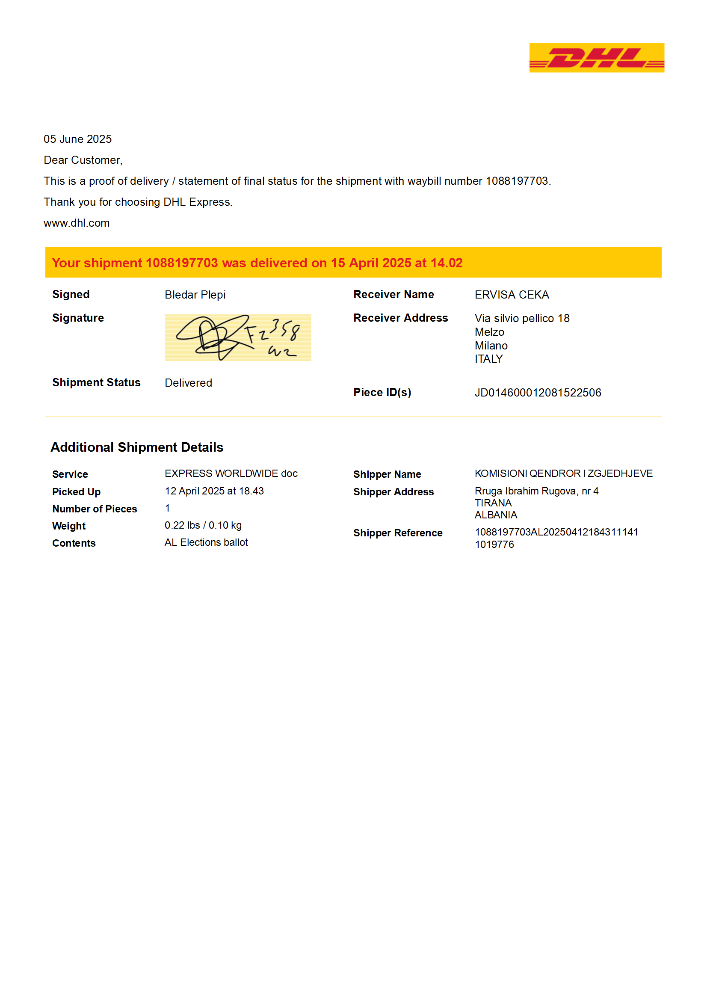 DHL
05 June 2025
Dear Customer,
This is a proof of delivery / statement of final status for the shipment with waybill number 1088197703.
Thank you for choosing DHL Express.
www.dhl.com
Your shipment 1088197703 was delivered on 15 April 2025 at 14.02
Signed Bledar Plepi
Signature F2358
Shipment Status Delivered
Receiver Name ERVISA CEKA
Receiver Address Via silvio pellico 18
Melzo
Milano
ITALY
Piece ID(s) JD014600012081522506
Additional Shipment Details
Service EXPRESS WORLDWIDE doc
Picked Up 12 April 2025 at 18.43
Number of Pieces 1
Weight 0.22 lbs / 0.10 kg
Contents AL Elections ballot
Shipper Name KOMISIONI QENDROR I ZGJEDHJEVE
Shipper Address Rruga Ibrahim Rugova, nr 4
TIRANA
ALBANIA
Shipper Reference 1088197703AL20250412184311141
1019776